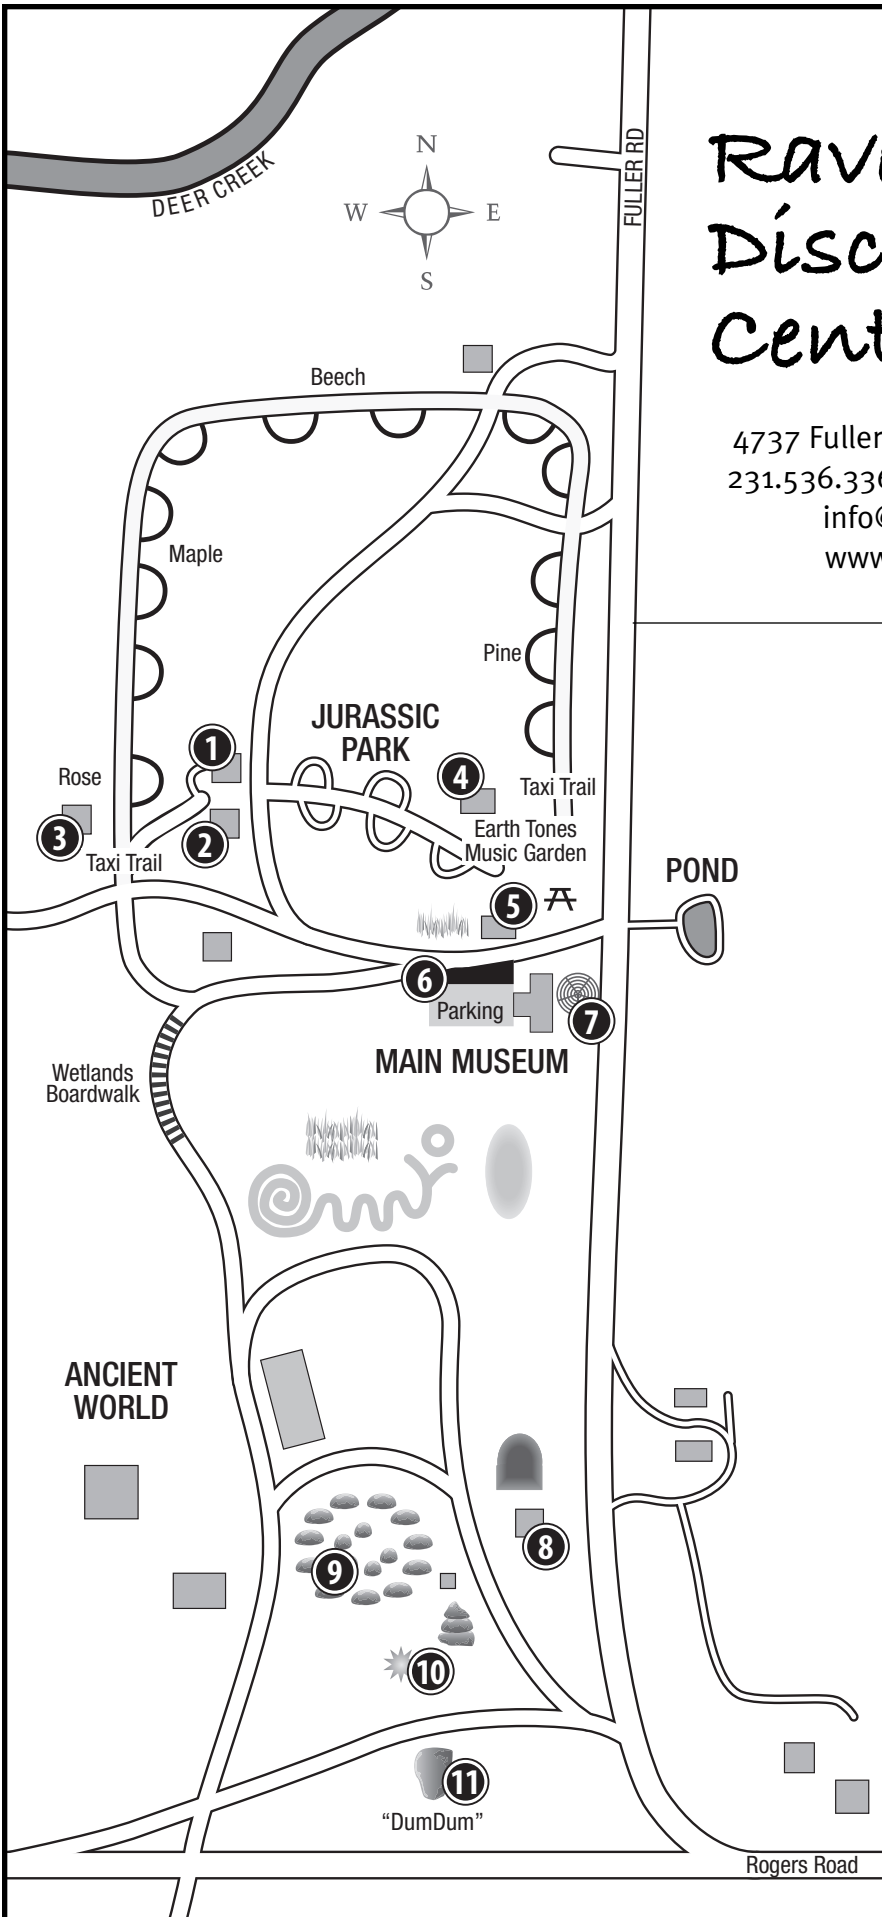 DEER CREEK
N
W
E
S
FULLER RD
Rav
Disc
Cent
4737 Fuller
231.536.336
info@
www
Beech
Maple
Pine
JURASSIC
PARK
1
Rose
4
Taxi Trail
3
2
Taxi Trail
Earth Tones
Music Garden
POND
5
6
Parking
7
MAIN MUSEUM
Wetlands
Boardwalk
ANCIENT
WORLD
8
9
10
11
“DumDum”
Rogers Road